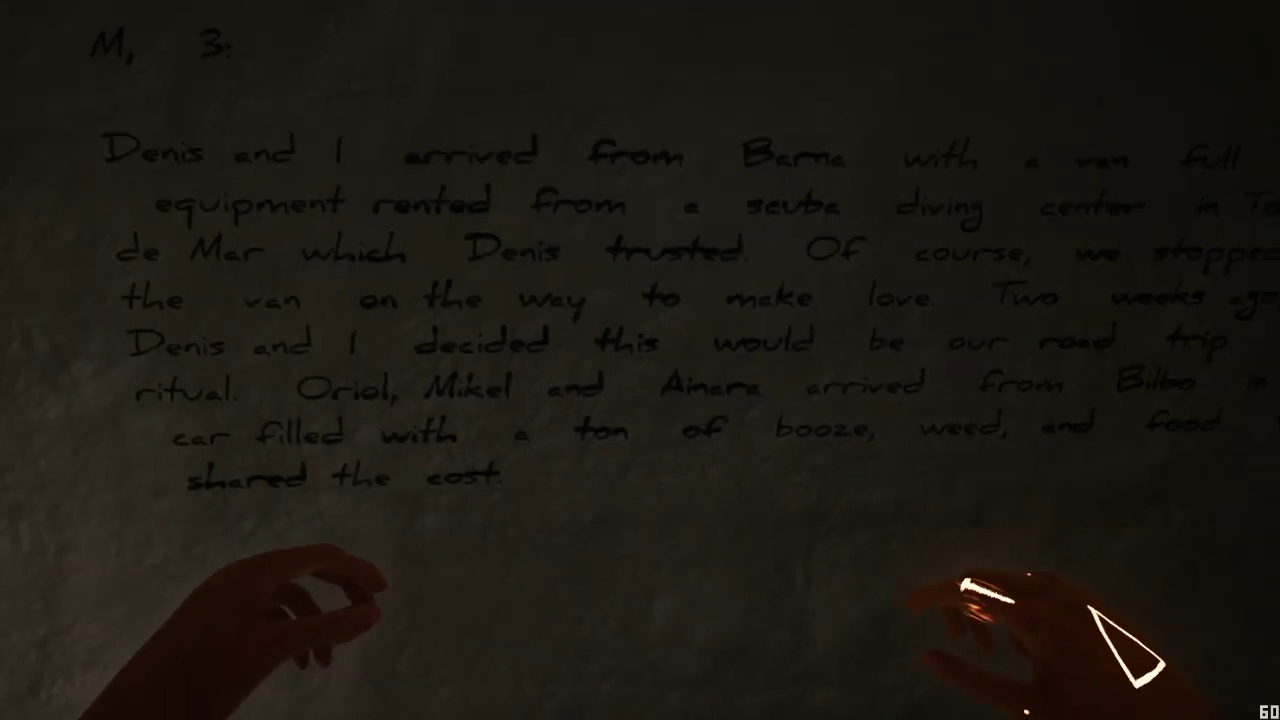 M, 3:
Denis and I arrived from Barna with a van full
equipment rented from a scuba diving center in
de Mar which Denis trusted. Of course, we stopped
the van on the way to make love. Two weeks ago
Denis and I decided this would be our road trip
ritual. Oriol, Mikel and Ainara arrived from Bilbo in
car filled with a ton of booze, weed, and food
shared the cost.
60